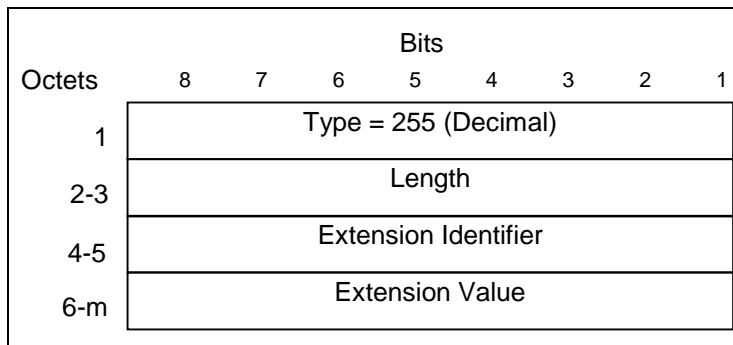 Bits
Octets 8 7 6 5 4 3 2 1
1 Type = 255 (Decimal)
2-3 Length
4-5 Extension Identifier
6-m Extension Value